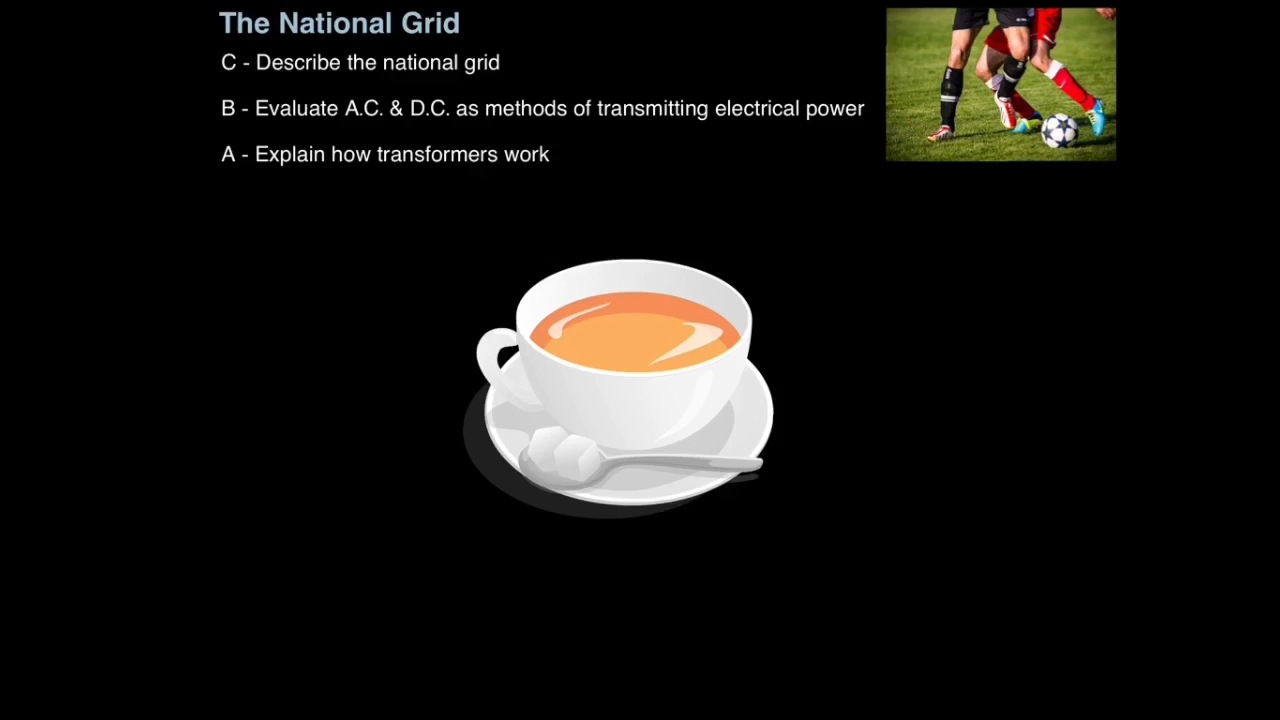 The National Grid
C - Describe the national grid
B - Evaluate A.C. & D.C. as methods of transmitting electrical power
A - Explain how transformers work